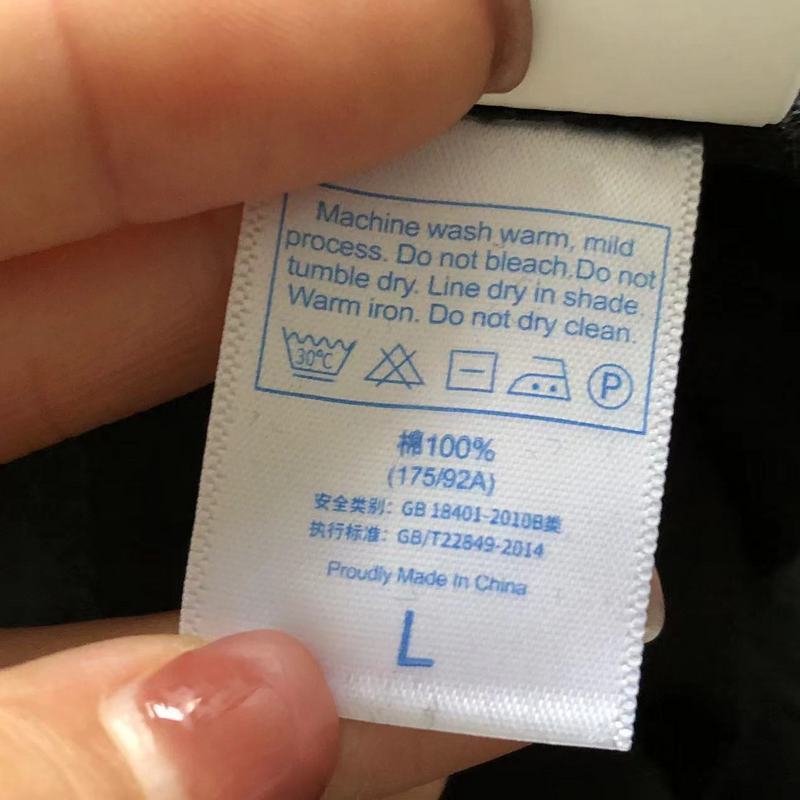 Machine wash warm, mild
process. Do not bleach.Do not
tumble dry. Line dry in shade.
Warm iron. Do not dry clean.
30℃ P
棉100%
(175/92A)
安全类别: GB 18401-2010B类
执行标准: GB/T22849-2014
Proudly Made In China
L